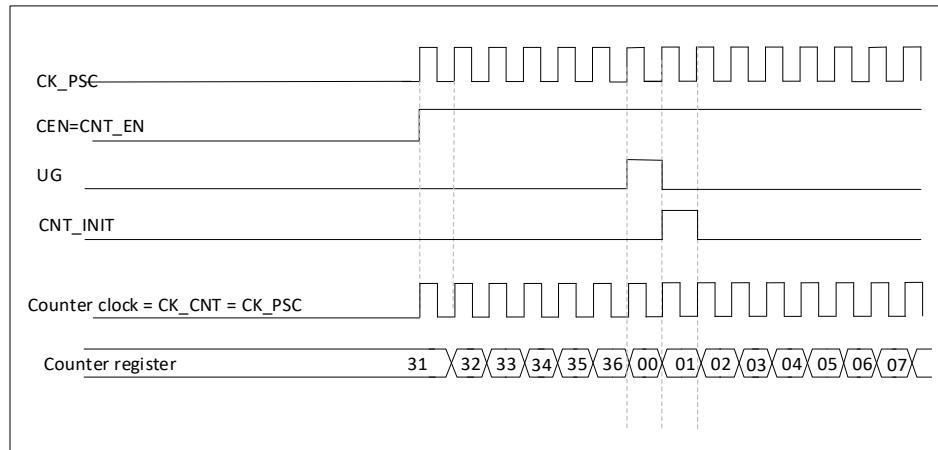 CK_PSC
CEN=CNT_EN
UG
CNT_INIT
Counter clock = CK_CNT = CK_PSC
Counter register 31 32 33 34 35 36 00 01 02 03 04 05 06 07